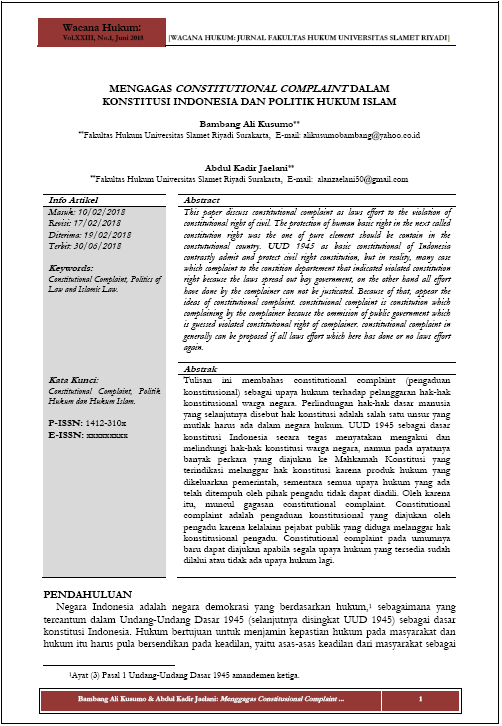 Wacana Hukum:
Vol.XXIII, No.1, Juni 2018
[WACANA HUKUM: JURNAL FAKULTAS HUKUM UNIVERSITAS SLAMET RIYADI]
MENGAGAS CONSTITUTIONAL COMPLAINT DALAM
KONSTITUSI INDONESIA DAN POLITIK HUKUM ISLAM
Bambang Ali Kusumo**
**Fakultas Hukum Universitas Slamet Riyadi Surakarta, E-mail: alikusumobambang@yahoo.co.id
Abdul Kadir Jaelani**
**Fakultas Hukum Universitas Slamet Riyadi Surakarta, E-mail: alanzaelani50@gmail.com
Info Artikel
Masuk: 10/02/2018
Revisi: 17/02/2018
Diterima: 19/02/2018
Terbit: 30/06/2018
Keywords:
Constitutional Complaint, Politics of
Law and Islamic Law.
Abstract
This paper discuss constitutional complaint as laws effort to the violation of
constitutional right of civil. The protection of human basic right in the next called
constitution right was the one of pure element should be contain in the
constututional country. UUD 1945 as basic constitutional of Indonesia
contrastly admit and protect civil right constitution, but in reality, many case
which complaint to the constition departement that indicated violated constitution
right because the laws spread out bay government, on the other hand all effort
have done by the complainer can not be justicated. Because of that, appear the
ideas of constitutional complaint. constituional complaint is constitution which
complaining by the complainer because the ommision of public government which
is guessed violated constitutional right of complainer. constitutional complaint in
generally can be proposed if all laws effort which here has done or no laws effort
again.
Kata Kunci:
Constitutional Complaint, Politik
Hukum dan Hukum Islam.
P-ISSN: 1412-310x
E-ISSN: xxxxxxxxx
Abstrak
Tulisan ini membahas constitutional complaint (pengaduan
konstitusional) sebagai upaya hukum terhadap pelanggaran hak-hak
konstitusional warga negara. Perlindungan hak-hak dasar manusia
yang selanjutnya disebut hak konstitusi adalah salah satu unsur yang
mutlak harus ada dalam negara hukum. UUD 1945 sebagai dasar
konstitusi Indonesia secara tegas menyatakan mengakui dan
melindungi hak-hak konstitusi warga negara, namun pada nyatanya
banyak perkara yang diajukan ke Mahkamah Konstitusi yang
terindikasi melanggar hak konstitusi karena produk hukum yang
dikeluarkan pemerintah, sementara semua upaya hukum yang ada
telah ditempuh oleh pihak pengadu tidak dapat diadili. Oleh karena
itu, muncul gagasan constitutional complaint. Constitutional
complaint adalah pengaduan konstitusional yang diajukan oleh
pengadu karena kelalaian pejabat publik yang diduga melanggar hak
konstitusional pengadu. Constitutional complaint pada umumnya
baru dapat diajukan apabila segala upaya hukum yang tersedia sudah
dilalui atau tidak ada upaya hukum lagi.
PENDAHULUAN
Negara Indonesia adalah negara demokrasi yang berdasarkan hukum,¹ sebagaimana yang
tercantum dalam Undang-Undang Dasar 1945 (selanjutnya disingkat UUD 1945) sebagai dasar
konstitusi Indonesia. Hukum bertujuan untuk menjamin kepastian hukum pada masyarakat dan
hukum itu harus pula bersendikan pada keadilan, yaitu asas-asas keadilan dari masyarakat sebagai
¹Ayat (3) Pasal 1 Undang-Undang Dasar 1945 amandemen ketiga.
Bambang Ali Kusumo & Abdul Kadir Jaelani: Menggagas Constitusional Complaint ...
1